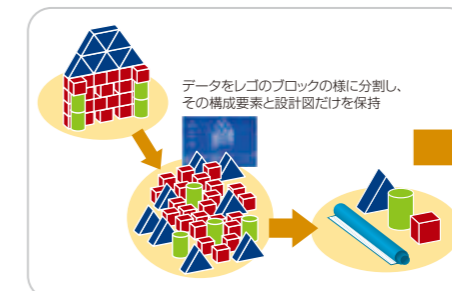 データをレゴのブロックの様に分割し、
その構成要素と設計図だけを保持